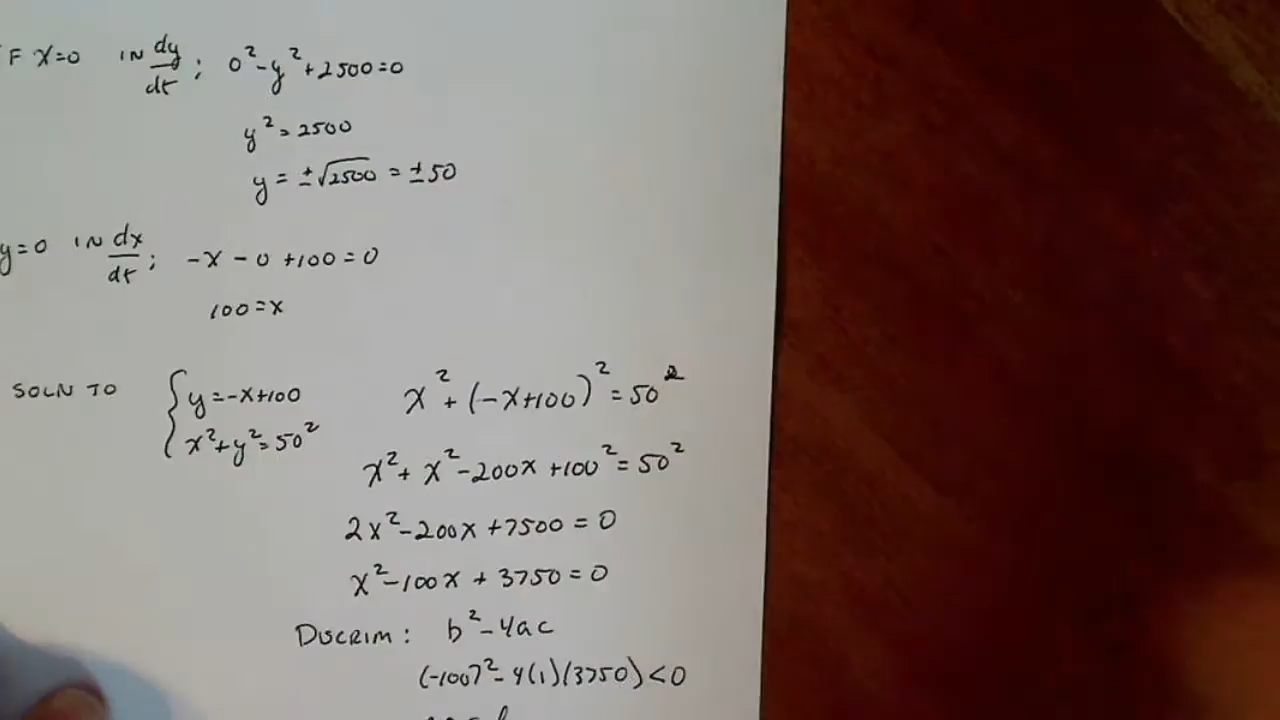 F x=0 IN dy/dt; 0²-y²+2500=0
y²=2500
y=±√2500=±50
y=0 IN dx/dt; -x-0+100=0
100=x
SOLN TO { y=-x+100
x²+y²=50²
x²+(-x+100)²=50²
x²+x²-200x+100²=50²
2x²-200x+7500=0
x²-100x+3750=0
DISCRIM: b²-4ac
(-100)²-4(1)(3750)<0